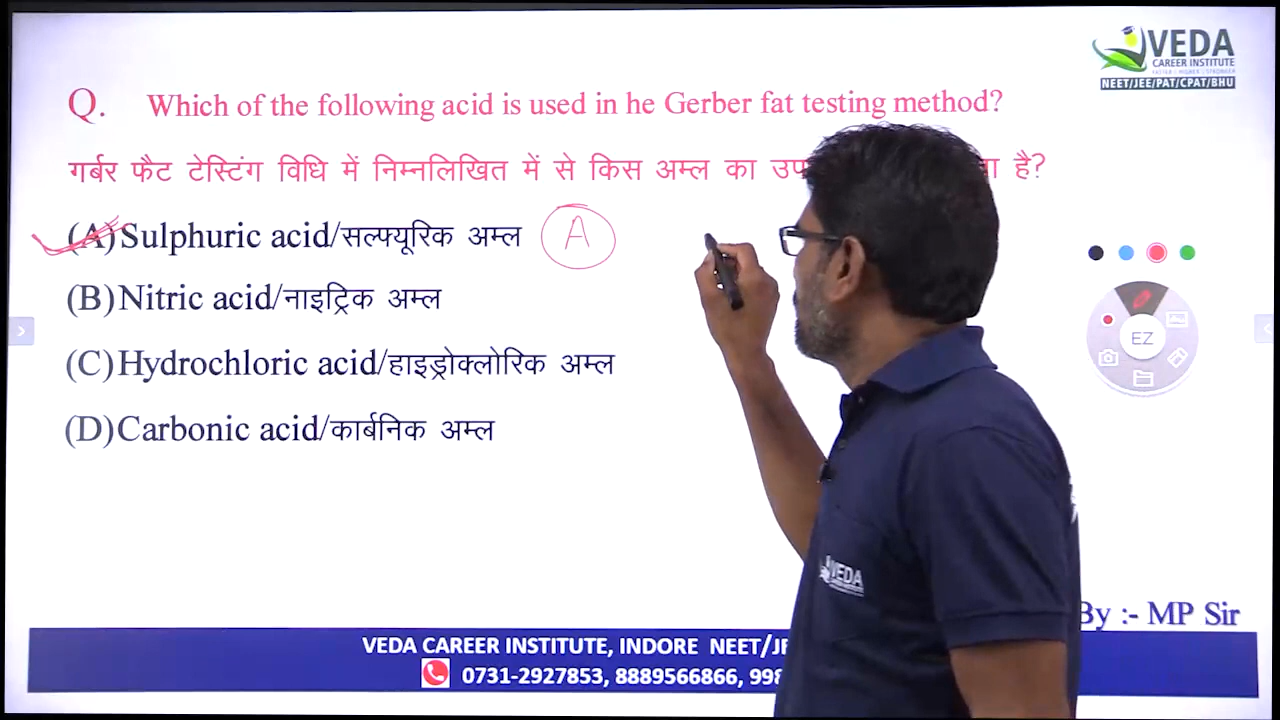 VEDA
CAREER INSTITUTE
FASTER - HIGHER - STRONGER
NEET/JEE/PAT/CPAT/BHU
Q. Which of the following acid is used in he Gerber fat testing method?
गर्बर फैट टेस्टिंग विधि में निम्नलिखित में से किस अम्ल का उप ा है?
(A) Sulphuric acid/सल्फ्यूरिक अम्ल A
(B) Nitric acid/नाइट्रिक अम्ल
(C) Hydrochloric acid/हाइड्रोक्लोरिक अम्ल
(D) Carbonic acid/कार्बनिक अम्ल
EZ
VEDA
By :- MP Sir
VEDA CAREER INSTITUTE, INDORE NEET/JE
0731-2927853, 8889566866, 998